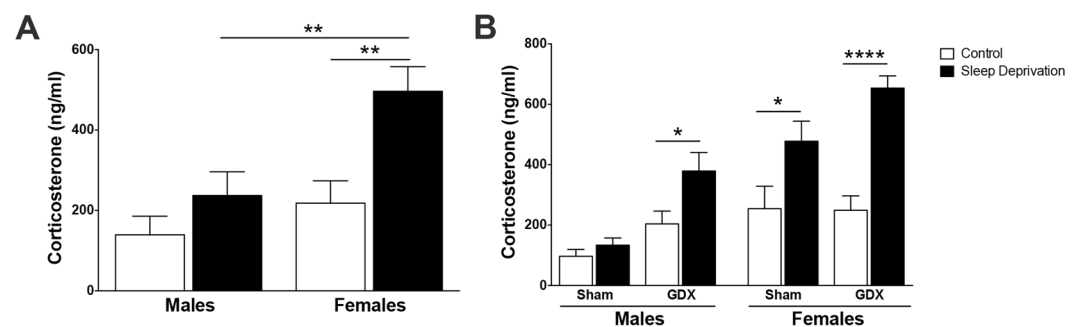 A
Corticosterone (ng/ml)
600
400
200
0
**
**
Males
Females
B
Corticosterone (ng/ml)
800
600
400
200
0
*
*
****
Sham
GDX
Sham
GDX
Males
Females
Control
Sleep Deprivation